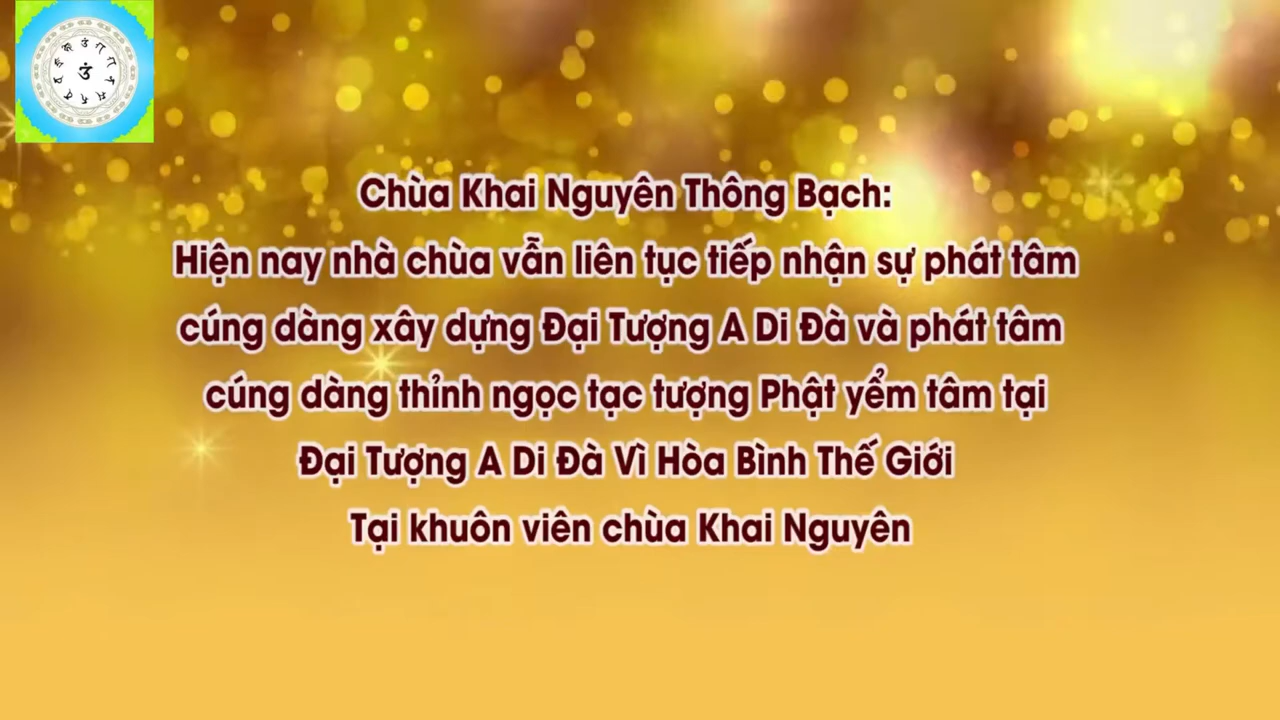 Chùa Khai Nguyên Thông Bạch:
Hiện nay nhà chùa vẫn liên tục tiếp nhận sự phát tâm
cúng dàng xây dựng Đại Tượng A Di Đà và phát tâm
cúng dàng thỉnh ngọc tạc tượng Phật yểm tâm tại
Đại Tượng A Di Đà Vì Hòa Bình Thế Giới
Tại khuôn viên chùa Khai Nguyên